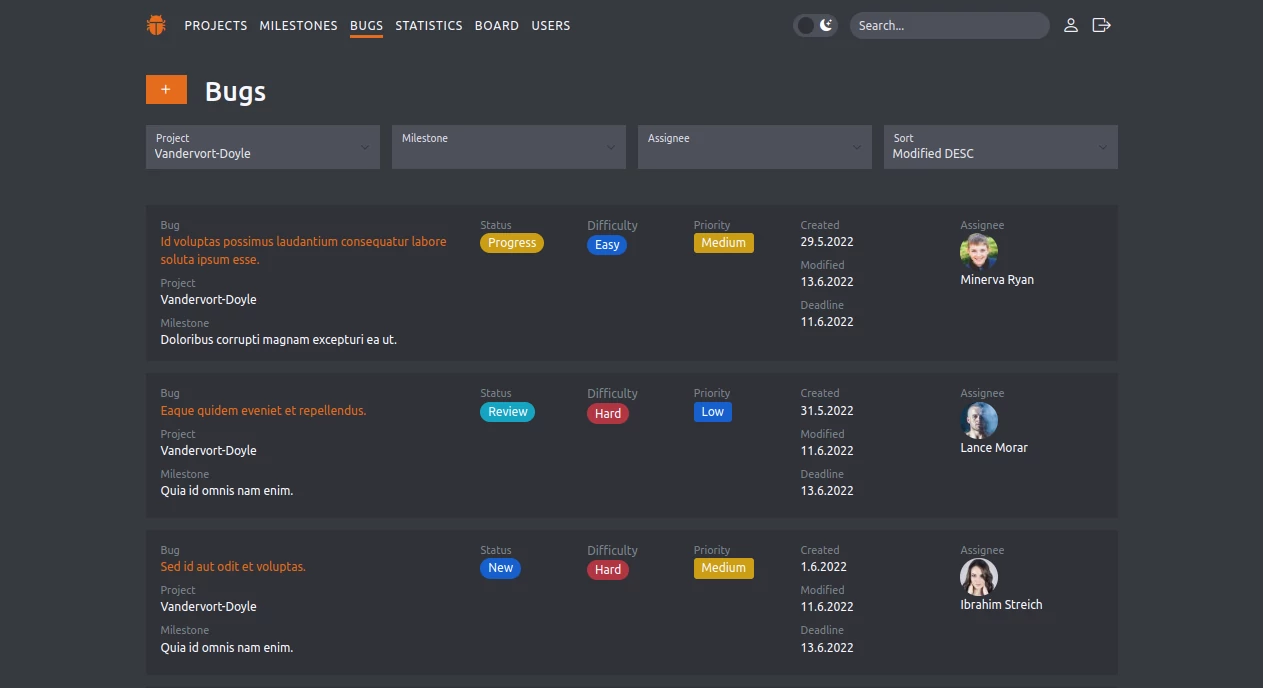 PROJECTS MILESTONES BUGS STATISTICS BOARD USERS Search...
+ Bugs
Project Milestone Assignee Sort
Vandervort-Doyle Modified DESC
Bug Status Difficulty Priority Created Assignee
Id voluptas possimus laudantium consequatur labore Progress Easy Medium 29.5.2022
soluta ipsum esse.
Modified
Project Minerva Ryan
13.6.2022
Vandervort-Doyle
Deadline
Milestone 11.6.2022
Doloribus corrupti magnam excepturi ea ut.
Bug Status Difficulty Priority Created Assignee
Eaque quidem eveniet et repellendus. Review Hard Low 31.5.2022
Project Modified
Vandervort-Doyle 11.6.2022 Lance Morar
Milestone Deadline
Quia id omnis nam enim. 13.6.2022
Bug Status Difficulty Priority Created Assignee
Sed id aut odit et voluptas. New Hard Medium 1.6.2022
Project Modified
Vandervort-Doyle 11.6.2022 Ibrahim Streich
Milestone Deadline
Quia id omnis nam enim. 13.6.2022